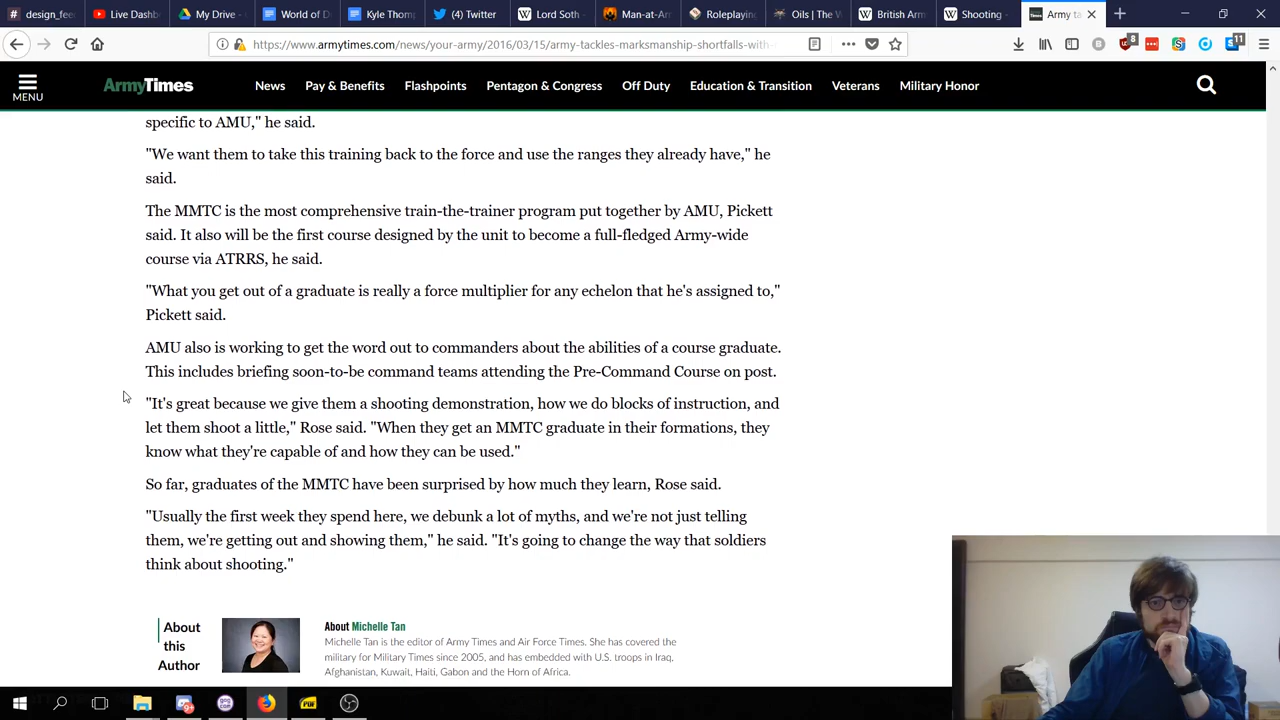 design_fee
Live Dashb
My Drive -
World of D
Kyle Thomp
(4) Twitter
Lord Soth -
Man-at-Arm
Roleplaying
Oils | The W
British Arm
Shooting -
Army ta
https://www.armytimes.com/news/your-army/2016/03/15/army-tackles-marksmanship-shortfalls-with-
8
11
MENU
ArmyTimes
News
Pay & Benefits
Flashpoints
Pentagon & Congress
Off Duty
Education & Transition
Veterans
Military Honor
specific to AMU," he said.
"We want them to take this training back to the force and use the ranges they already have," he
said.
The MMTC is the most comprehensive train-the-trainer program put together by AMU, Pickett
said. It also will be the first course designed by the unit to become a full-fledged Army-wide
course via ATRRS, he said.
"What you get out of a graduate is really a force multiplier for any echelon that he's assigned to,"
Pickett said.
AMU also is working to get the word out to commanders about the abilities of a course graduate.
This includes briefing soon-to-be command teams attending the Pre-Command Course on post.
"It's great because we give them a shooting demonstration, how we do blocks of instruction, and
let them shoot a little," Rose said. "When they get an MMTC graduate in their formations, they
know what they're capable of and how they can be used."
So far, graduates of the MMTC have been surprised by how much they learn, Rose said.
"Usually the first week they spend here, we debunk a lot of myths, and we're not just telling
them, we're getting out and showing them," he said. "It's going to change the way that soldiers
think about shooting."
About
this
Author
About Michelle Tan
Michelle Tan is the editor of Army Times and Air Force Times. She has covered the
military for Military Times since 2005, and has embedded with U.S. troops in Iraq,
Afghanistan, Kuwait, Haiti, Gabon and the Horn of Africa.